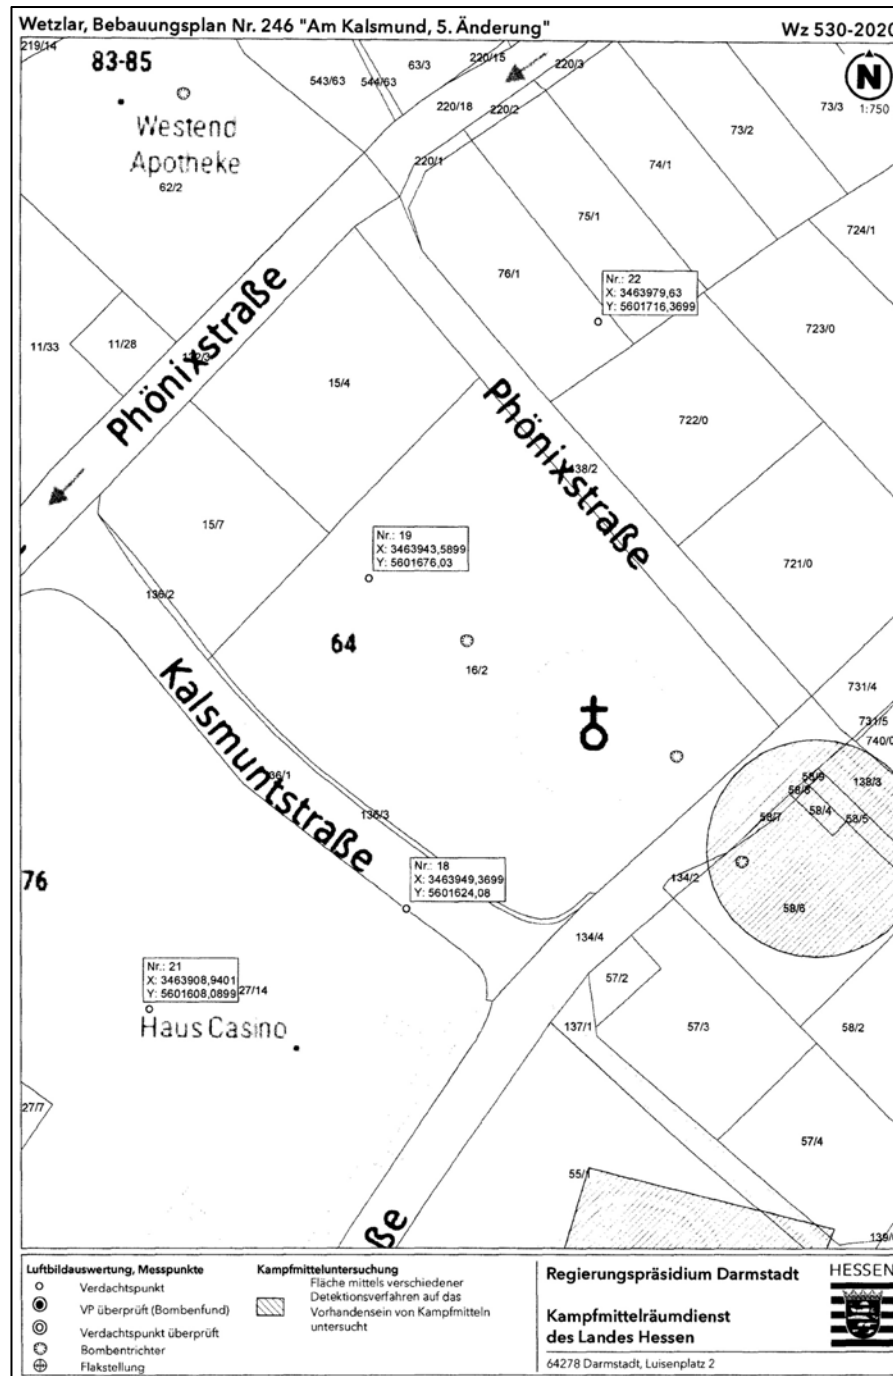 Wetzlar, Bebauungsplan Nr. 246 "Am Kalsmund, 5. Änderung"
Wz 530-2020
219/14
83-85
543/63
544/63
63/3
220/15
220/3
220/18
220/2
N
1:750
73/3
73/2
Westend
Apotheke
62/2
220/1
74/1
75/1
724/1
76/1
Nr.: 22
X: 3463979,63
Y: 5601716,3699
723/0
11/33
11/28
Phönixstraße
15/4
722/0
Phönixstraße
138/2
15/7
Nr.: 19
X: 3463943,5899
Y: 5601676,03
721/0
136/2
64
16/2
731/4
731/5
740/0
Kalsmuntstraße
136/3
55/9
58/8
138/3
58/4
58/7
58/5
76
Nr.: 18
X: 3463949,3699
Y: 5601624,08
134/2
58/6
134/4
Nr.: 21
X: 3463908,9401
Y: 5601608,0899
27/14
57/2
Haus Casino
137/1
57/3
58/2
27/7
57/4
55/1
ße
Luftbildauswertung, Messpunkte
Verdachtspunkt
VP überprüft (Bombenfund)
Verdachtspunkt überprüft
Bombentrichter
Flakstellung
Kampfmitteluntersuchung
Fläche mittels verschiedener
Detektionsverfahren auf das
Vorhandensein von Kampfmitteln
untersucht
Regierungspräsidium Darmstadt
Kampfmittelräumdienst
des Landes Hessen
64278 Darmstadt, Luisenplatz 2
HESSEN